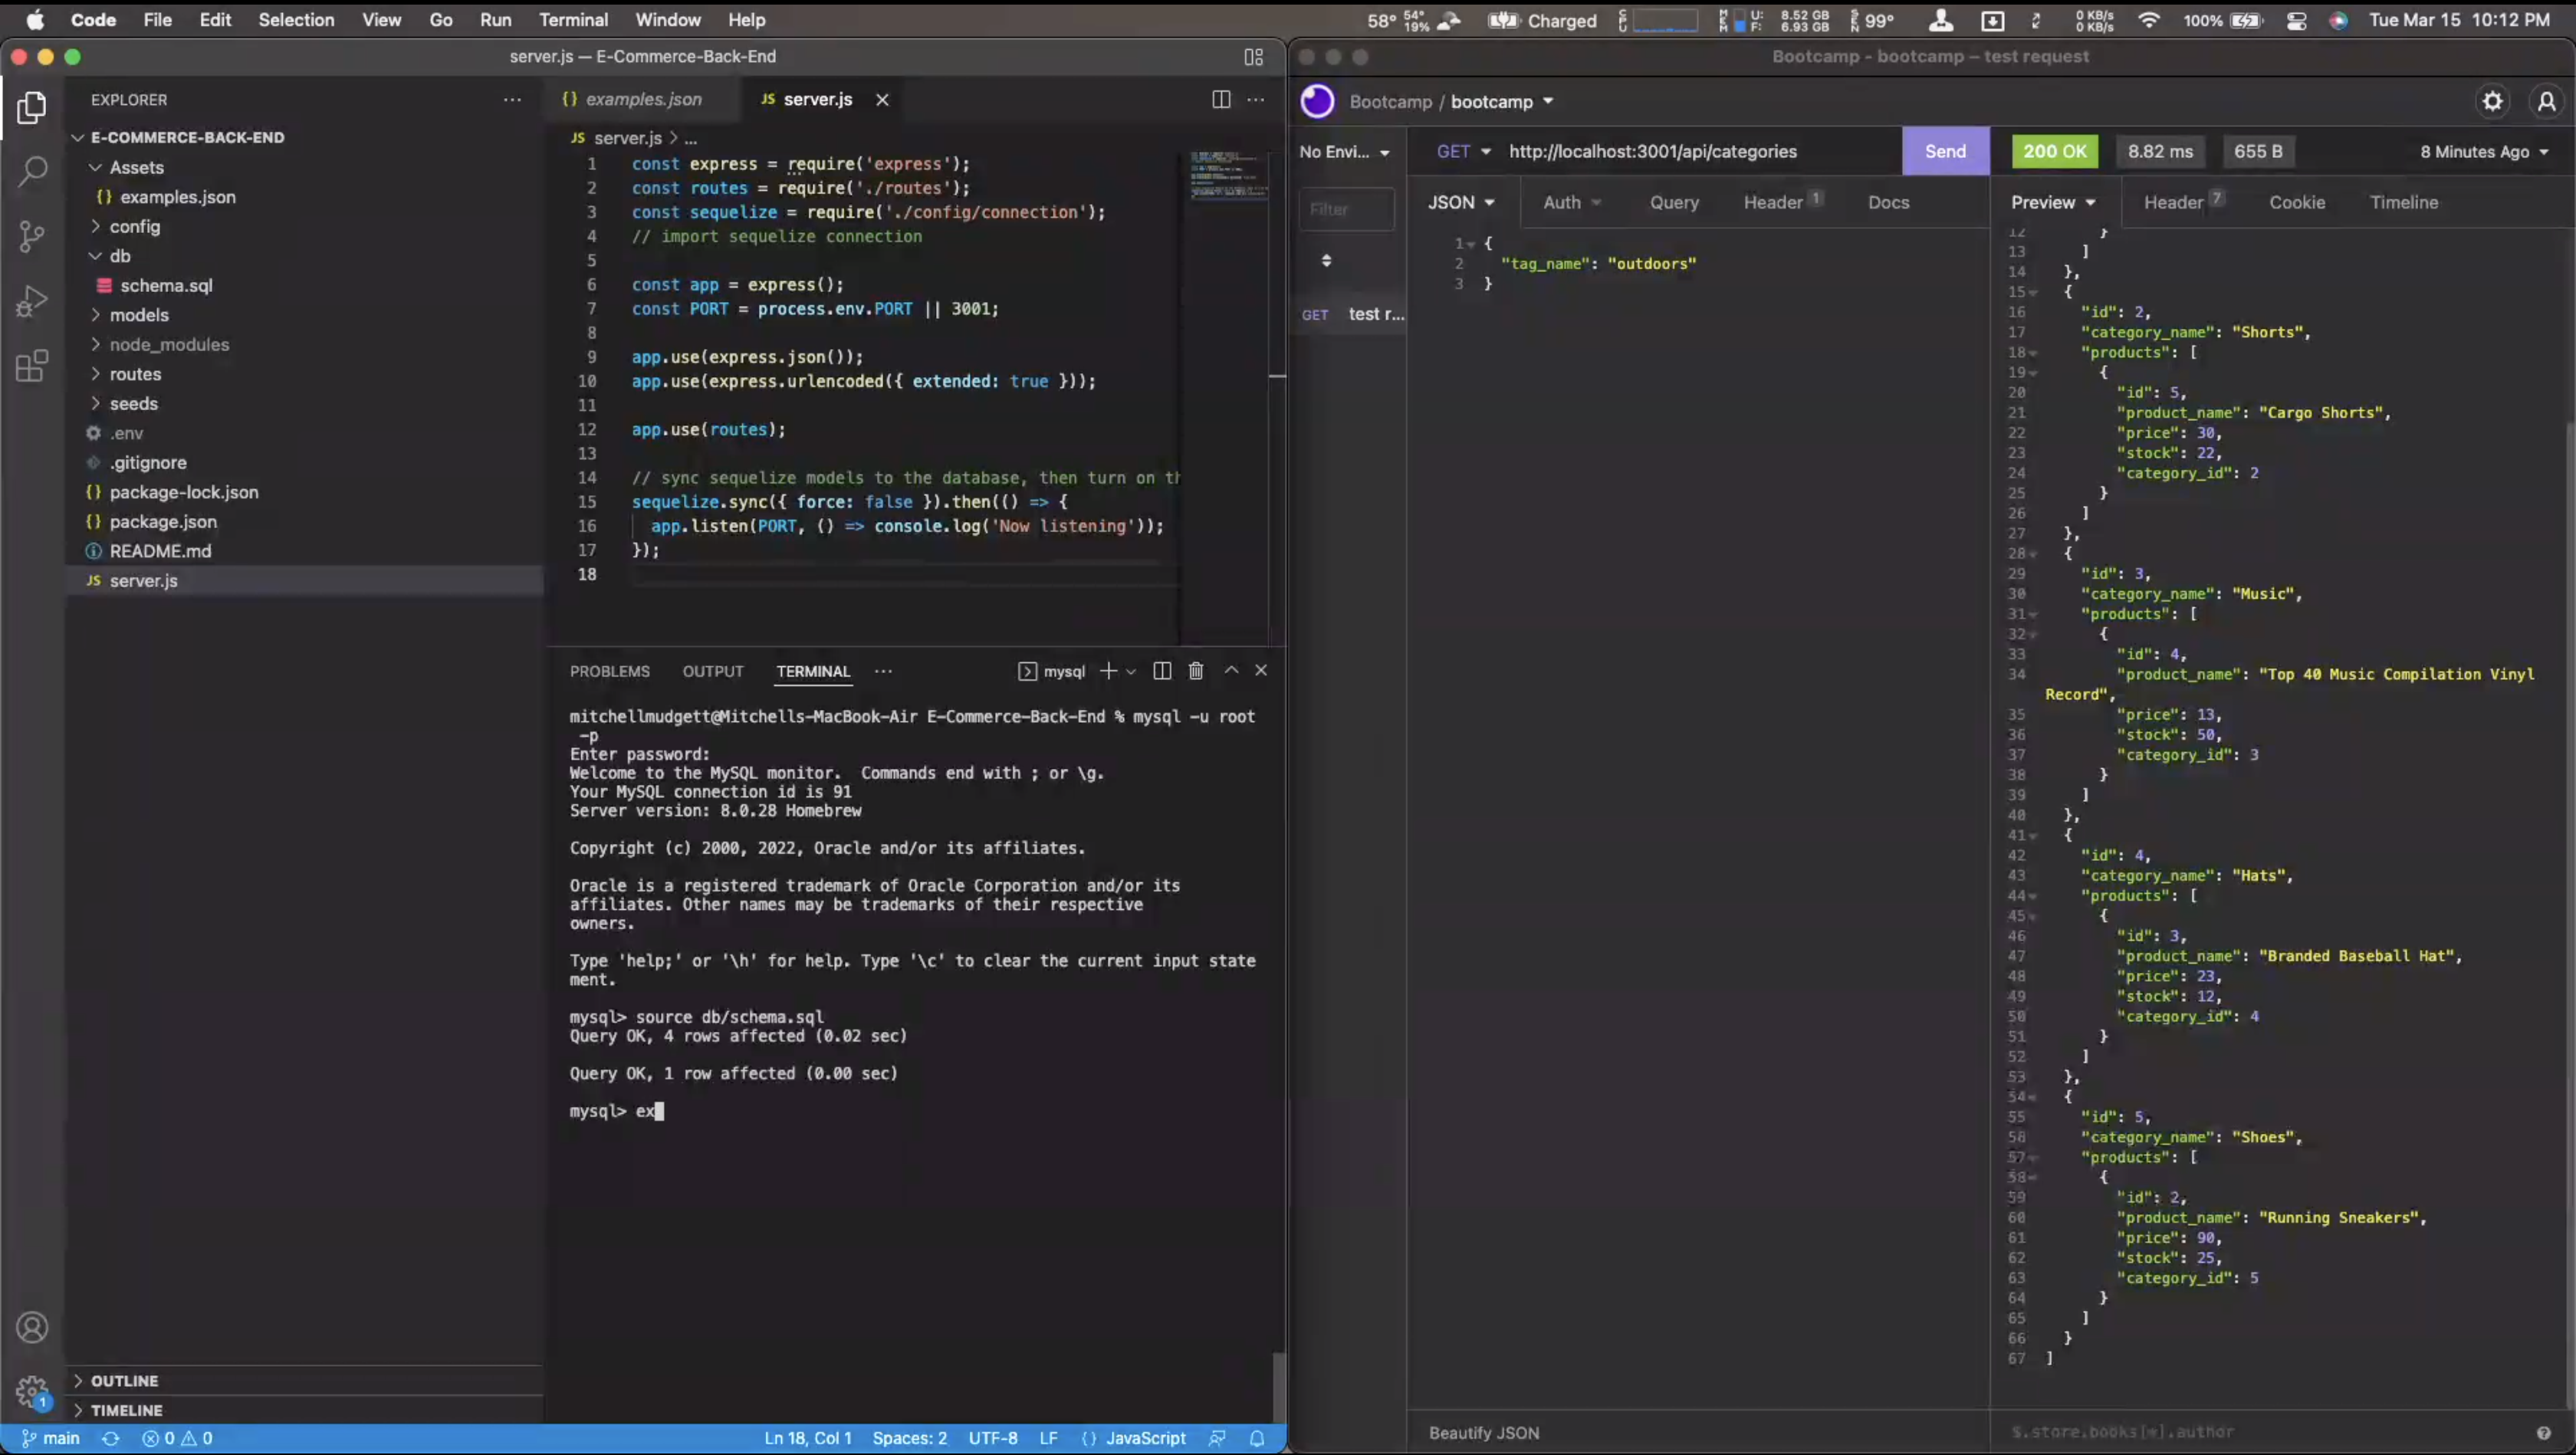 Code File Edit Selection View Go Run Terminal Window Help
58° 54° 19% Charged U: 8.52 GB F: 6.93 GB 99° 0 KB/s 0 KB/s 100% Tue Mar 15 10:12 PM
server.js — E-Commerce-Back-End
EXPLORER
E-COMMERCE-BACK-END
Assets
{} examples.json
config
db
schema.sql
models
node_modules
routes
seeds
.env
.gitignore
{} package-lock.json
{} package.json
README.md
JS server.js
OUTLINE
TIMELINE
{} examples.json JS server.js
JS server.js > ...
1 const express = require('express');
2 const routes = require('./routes');
3 const sequelize = require('./config/connection');
4 // import sequelize connection
5
6 const app = express();
7 const PORT = process.env.PORT || 3001;
8
9 app.use(express.json());
10 app.use(express.urlencoded({ extended: true }));
11
12 app.use(routes);
13
14 // sync sequelize models to the database, then turn on th
15 sequelize.sync({ force: false }).then(() => {
16 app.listen(PORT, () => console.log('Now listening'));
17 });
18
PROBLEMS OUTPUT TERMINAL ... mysql
mitchellmudgett@Mitchells-MacBook-Air E-Commerce-Back-End % mysql -u root
-p
Enter password:
Welcome to the MySQL monitor. Commands end with ; or \g.
Your MySQL connection id is 91
Server version: 8.0.28 Homebrew
Copyright (c) 2000, 2022, Oracle and/or its affiliates.
Oracle is a registered trademark of Oracle Corporation and/or its
affiliates. Other names may be trademarks of their respective
owners.
Type 'help;' or '\h' for help. Type '\c' to clear the current input state
ment.
mysql> source db/schema.sql
Query OK, 4 rows affected (0.02 sec)
Query OK, 1 row affected (0.00 sec)
mysql> ex
main 0 0 Ln 18, Col 1 Spaces: 2 UTF-8 LF {} JavaScript
1
Bootcamp - bootcamp – test request
Bootcamp / bootcamp
No Envi... GET http://localhost:3001/api/categories Send 200 OK 8.82 ms 655 B 8 Minutes Ago
Filter
GET test r...
JSON Auth Query Header 1 Docs
1 {
2 "tag_name": "outdoors"
3 }
Beautify JSON
Preview Header 7 Cookie Timeline
12 }
13 ]
14 },
15 {
16 "id": 2,
17 "category_name": "Shorts",
18 "products": [
19 {
20 "id": 5,
21 "product_name": "Cargo Shorts",
22 "price": 30,
23 "stock": 22,
24 "category_id": 2
25 }
26 ]
27 },
28 {
29 "id": 3,
30 "category_name": "Music",
31 "products": [
32 {
33 "id": 4,
34 "product_name": "Top 40 Music Compilation Vinyl
Record",
35 "price": 13,
36 "stock": 50,
37 "category_id": 3
38 }
39 ]
40 },
41 {
42 "id": 4,
43 "category_name": "Hats",
44 "products": [
45 {
46 "id": 3,
47 "product_name": "Branded Baseball Hat",
48 "price": 23,
49 "stock": 12,
50 "category_id": 4
51 }
52 ]
53 },
54 {
55 "id": 5,
56 "category_name": "Shoes",
57 "products": [
58 {
59 "id": 2,
60 "product_name": "Running Sneakers",
61 "price": 90,
62 "stock": 25,
63 "category_id": 5
64 }
65 ]
66 }
67 ]
$.store.books[*].author